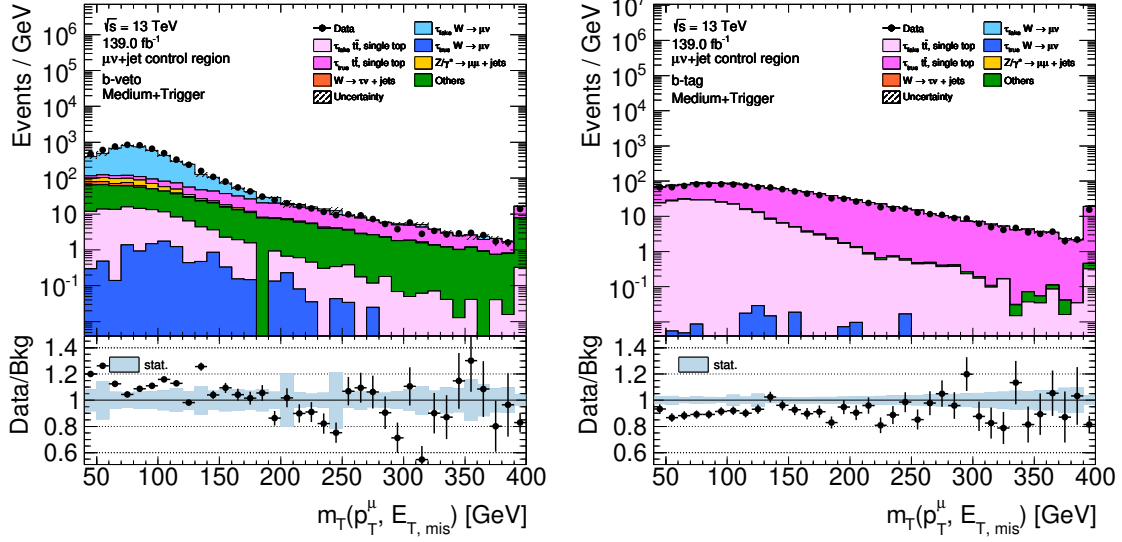 √s = 13 TeV
139.0 fb⁻¹
μν+jet control region
b-veto
Medium+Trigger
Data
τfake tt̄, single top
τtrue tt̄, single top
W → τν + jets
Uncertainty
τfake W → μν
τtrue W → μν
Z/γ* → μμ + jets
Others
Events / GeV
10⁶
10⁵
10⁴
10³
10²
10
1
10⁻¹
stat.
Data/Bkg
1.4
1.2
1
0.8
0.6
50 100 150 200 250 300 350 400
m_T(p_T^μ, E_T, mis) [GeV]
√s = 13 TeV
139.0 fb⁻¹
μν+jet control region
b-tag
Medium+Trigger
Data
τfake tt̄, single top
τtrue tt̄, single top
W → τν + jets
Uncertainty
τfake W → μν
τtrue W → μν
Z/γ* → μμ + jets
Others
Events / GeV
10⁷
10⁶
10⁵
10⁴
10³
10²
10
1
10⁻¹
stat.
Data/Bkg
1.4
1.2
1
0.8
0.6
50 100 150 200 250 300 350 400
m_T(p_T^μ, E_T, mis) [GeV]